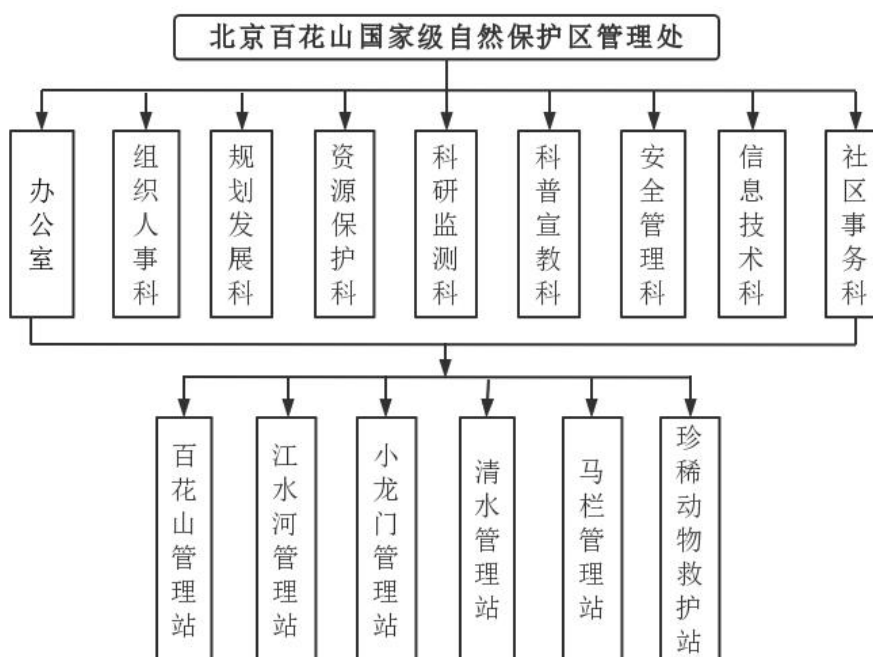 北京百花山国家级自然保护区管理处
办公室
组织人事科
规划发展科
资源保护科
科研监测科
科普宣教科
安全管理科
信息技术科
社区事务科
百花山管理站
江水河管理站
小龙门管理站
清水管理站
马栏管理站
珍稀动物救护站